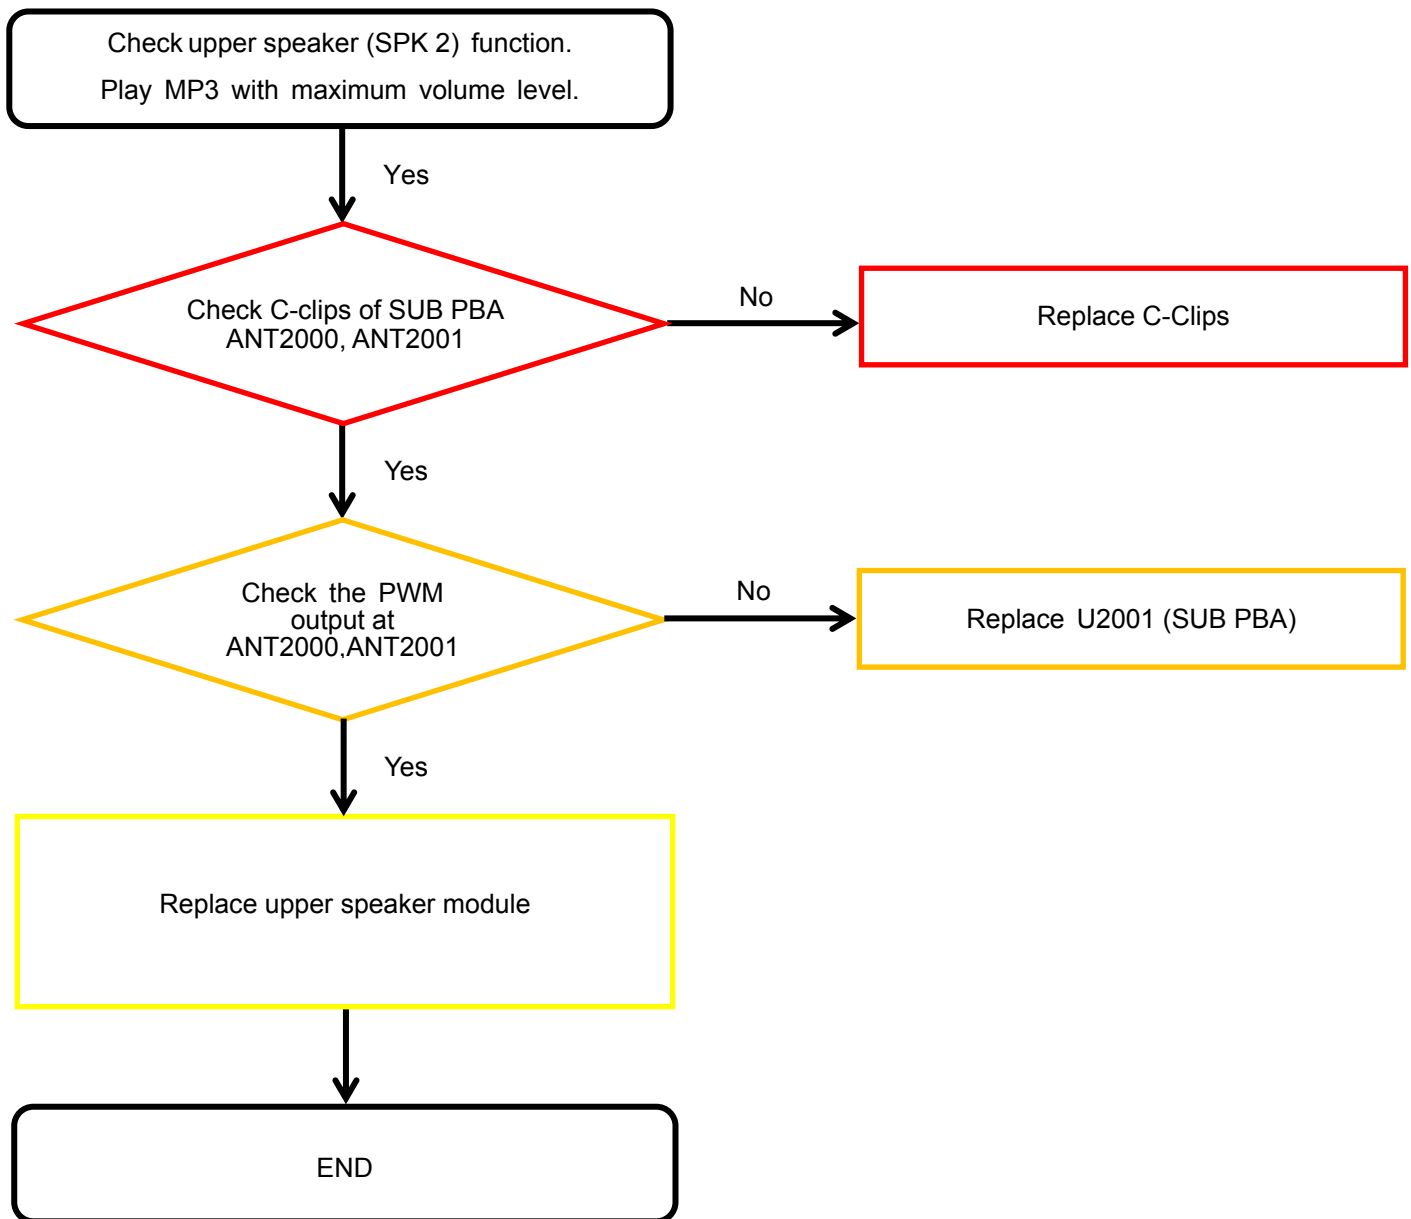 Check upper speaker (SPK 2) function.
Play MP3 with maximum volume level.
Yes
Check C-clips of SUB PBA
ANT2000, ANT2001
No
Replace C-Clips
Yes
Check the PWM
output at
ANT2000,ANT2001
No
Replace U2001 (SUB PBA)
Yes
Replace upper speaker module
END